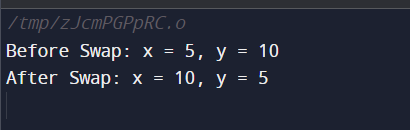 /tmp/zJcmPGPpRC.o
Before Swap: x = 5, y = 10
After Swap: x = 10, y = 5